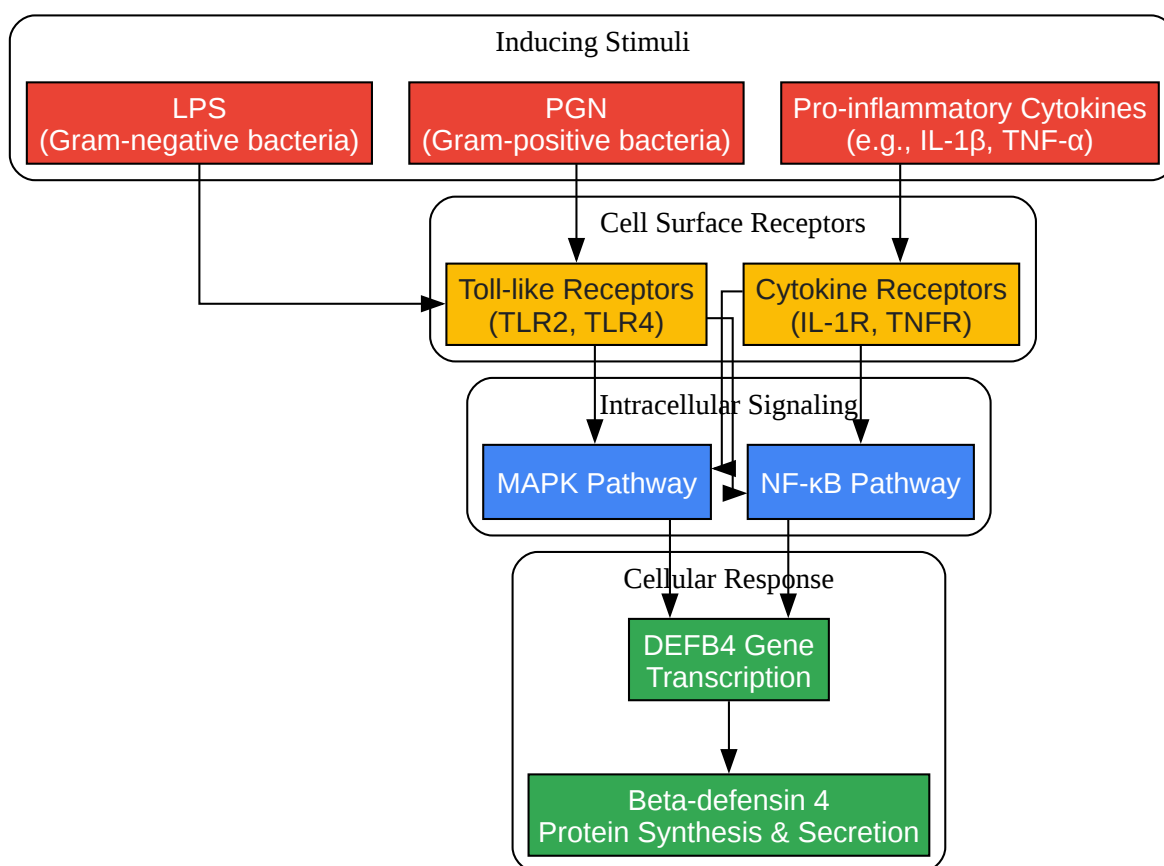 Inducing Stimuli
LPS
(Gram-negative bacteria)
PGN
(Gram-positive bacteria)
Pro-inflammatory Cytokines
(e.g., IL-1β, TNF-α)
Cell Surface Receptors
Toll-like Receptors
(TLR2, TLR4)
Cytokine Receptors
(IL-1R, TNFR)
Intracellular Signaling
MAPK Pathway
NF-κB Pathway
Cellular Response
DEFB4 Gene
Transcription
Beta-defensin 4
Protein Synthesis & Secretion